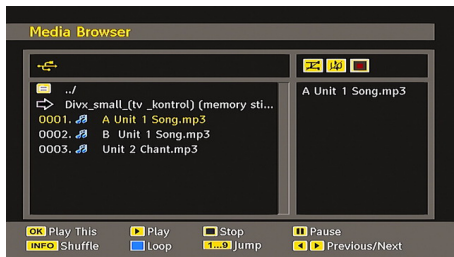 Media Browser
../
Divx_small_(tv _kontrol) (memory sti...
0001. A Unit 1 Song.mp3
0002. B Unit 1 Song.mp3
0003. Unit 2 Chant.mp3
A Unit 1 Song.mp3
OK Play This Play Stop Pause
INFO Shuffle Loop 1...9 Jump Previous/Next